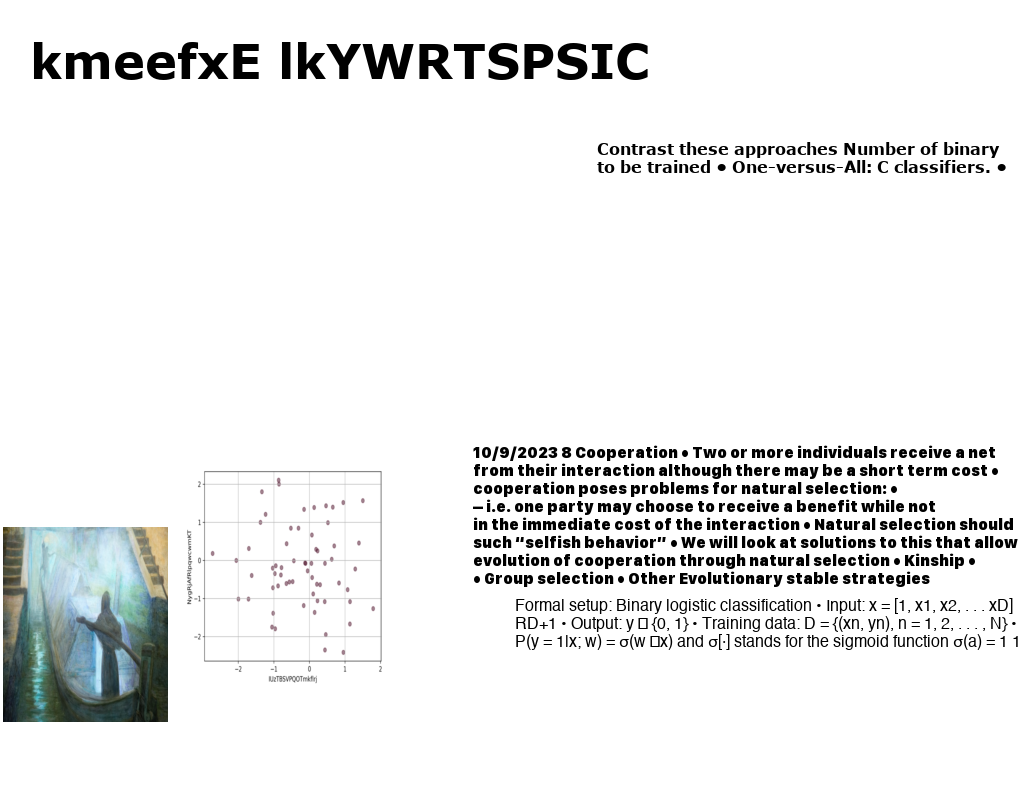 kmeefxE lkYWRTSPSIC
Contrast these approaches Number of binary
to be trained • One-versus-All: C classifiers. •
10/9/2023 8 Cooperation • Two or more individuals receive a net
from their interaction although there may be a short term cost •
cooperation poses problems for natural selection: •
– i.e. one party may choose to receive a benefit while not
in the immediate cost of the interaction • Natural selection should
such "selfish behavior" • We will look at solutions to this that allow
evolution of cooperation through natural selection • Kinship •
• Group selection • Other Evolutionary stable strategies
Formal setup: Binary logistic classification • Input: x = [1, x1, x2, . . . xD]
RD+1 • Output: y □ {0, 1} • Training data: D = {(xn, yn), n = 1, 2, . . . , N} •
P(y = 1|x; w) = σ(w □x) and σ[·] stands for the sigmoid function σ(a) = 1 1
2
1
0
−1
−2
−2 −1 0 1 2